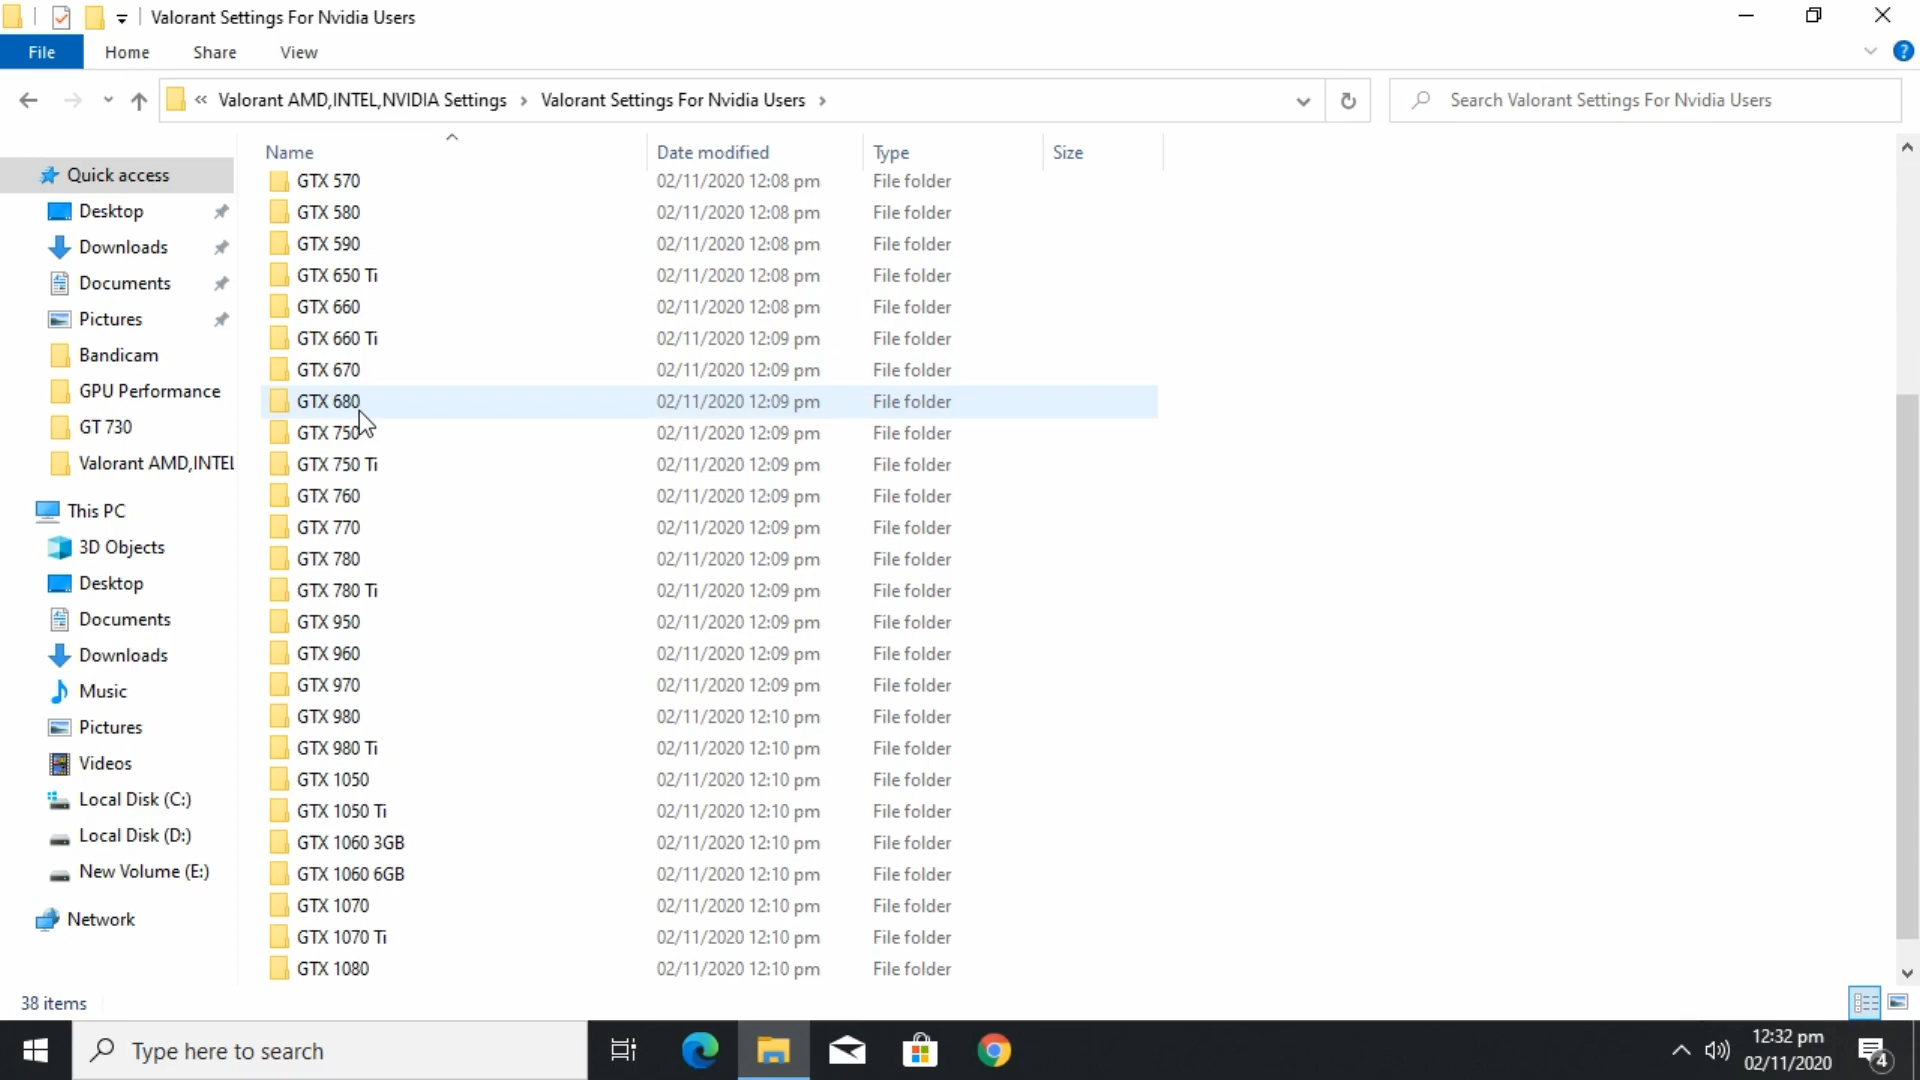 Valorant Settings For Nvidia Users
File Home Share View
« Valorant AMD,INTEL,NVIDIA Settings › Valorant Settings For Nvidia Users ›
Search Valorant Settings For Nvidia Users
Quick access
Desktop
Downloads
Documents
Pictures
Bandicam
GPU Performance
GT 730
Valorant AMD,INTEL
This PC
3D Objects
Desktop
Documents
Downloads
Music
Pictures
Videos
Local Disk (C:)
Local Disk (D:)
New Volume (E:)
Network
Name Date modified Type Size
GTX 570 02/11/2020 12:08 pm File folder
GTX 580 02/11/2020 12:08 pm File folder
GTX 590 02/11/2020 12:08 pm File folder
GTX 650 Ti 02/11/2020 12:08 pm File folder
GTX 660 02/11/2020 12:08 pm File folder
GTX 660 Ti 02/11/2020 12:09 pm File folder
GTX 670 02/11/2020 12:09 pm File folder
GTX 680 02/11/2020 12:09 pm File folder
GTX 750 02/11/2020 12:09 pm File folder
GTX 750 Ti 02/11/2020 12:09 pm File folder
GTX 760 02/11/2020 12:09 pm File folder
GTX 770 02/11/2020 12:09 pm File folder
GTX 780 02/11/2020 12:09 pm File folder
GTX 780 Ti 02/11/2020 12:09 pm File folder
GTX 950 02/11/2020 12:09 pm File folder
GTX 960 02/11/2020 12:09 pm File folder
GTX 970 02/11/2020 12:09 pm File folder
GTX 980 02/11/2020 12:10 pm File folder
GTX 980 Ti 02/11/2020 12:10 pm File folder
GTX 1050 02/11/2020 12:10 pm File folder
GTX 1050 Ti 02/11/2020 12:10 pm File folder
GTX 1060 3GB 02/11/2020 12:10 pm File folder
GTX 1060 6GB 02/11/2020 12:10 pm File folder
GTX 1070 02/11/2020 12:10 pm File folder
GTX 1070 Ti 02/11/2020 12:10 pm File folder
GTX 1080 02/11/2020 12:10 pm File folder
38 items
Type here to search
12:32 pm
02/11/2020
4